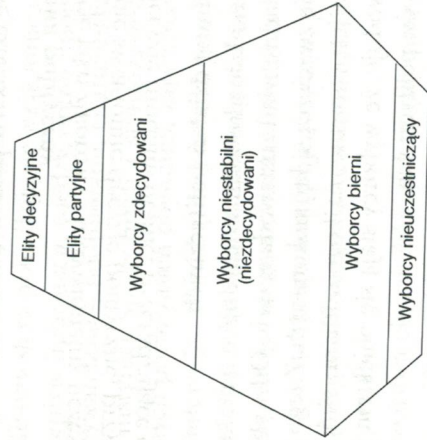 Elity decyzyjne
Elity partyjne
Wyborcy zdecydowani
Wyborcy niestabilni
(niezdecydowani)
Wyborcy bierni
Wyborcy nieuczestniczący